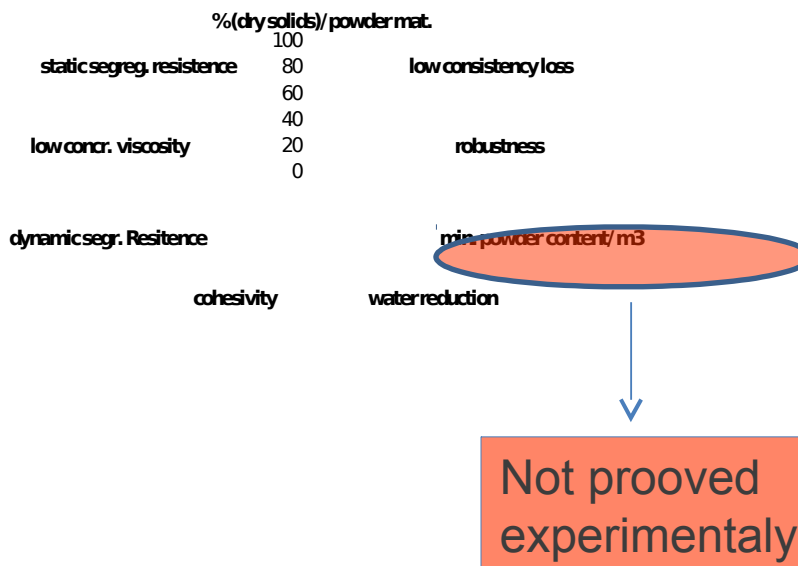 %(dry solids)/powder mat.
100
static segreg. resistence 80 low consistency loss
60
40
low concr. viscosity 20 robustness
0
dynamic segr. Resitence min. powder content/m3
cohesivity water reduction
Not prooved
experimentaly